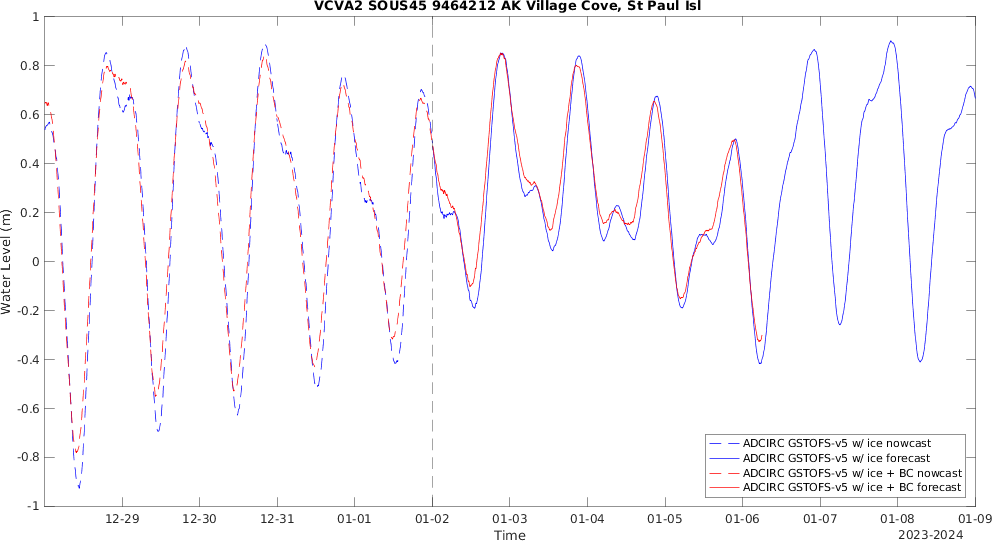 VCVA2 SOUS45 9464212 AK Village Cove, St Paul Isl
Water Level (m)
1
0.8
0.6
0.4
0.2
0
-0.2
-0.4
-0.6
-0.8
-1
ADCIRC GSTOFS-v5 w/ ice nowcast
ADCIRC GSTOFS-v5 w/ ice forecast
ADCIRC GSTOFS-v5 w/ ice + BC nowcast
ADCIRC GSTOFS-v5 w/ ice + BC forecast
12-29 12-30 12-31 01-01 01-02 01-03 01-04 01-05 01-06 01-07 01-08 01-09
Time
2023-2024